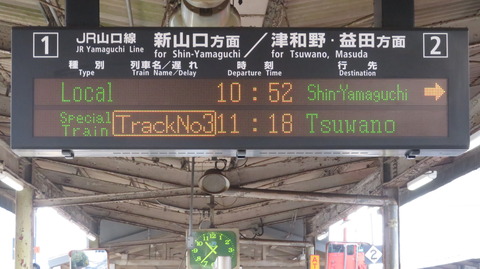 1 JR山口線 新山口方面／津和野・益田方面 2
JR Yamaguchi Line for Shin-Yamaguchi for Tsuwano, Masuda
種別 列車名／遅れ 時刻 行先
Type Train Name/Delay Departure Time Destination
Local 10:52 Shin-Yamaguchi →
Special Train TrackNo3 11:18 Tsuwano
2